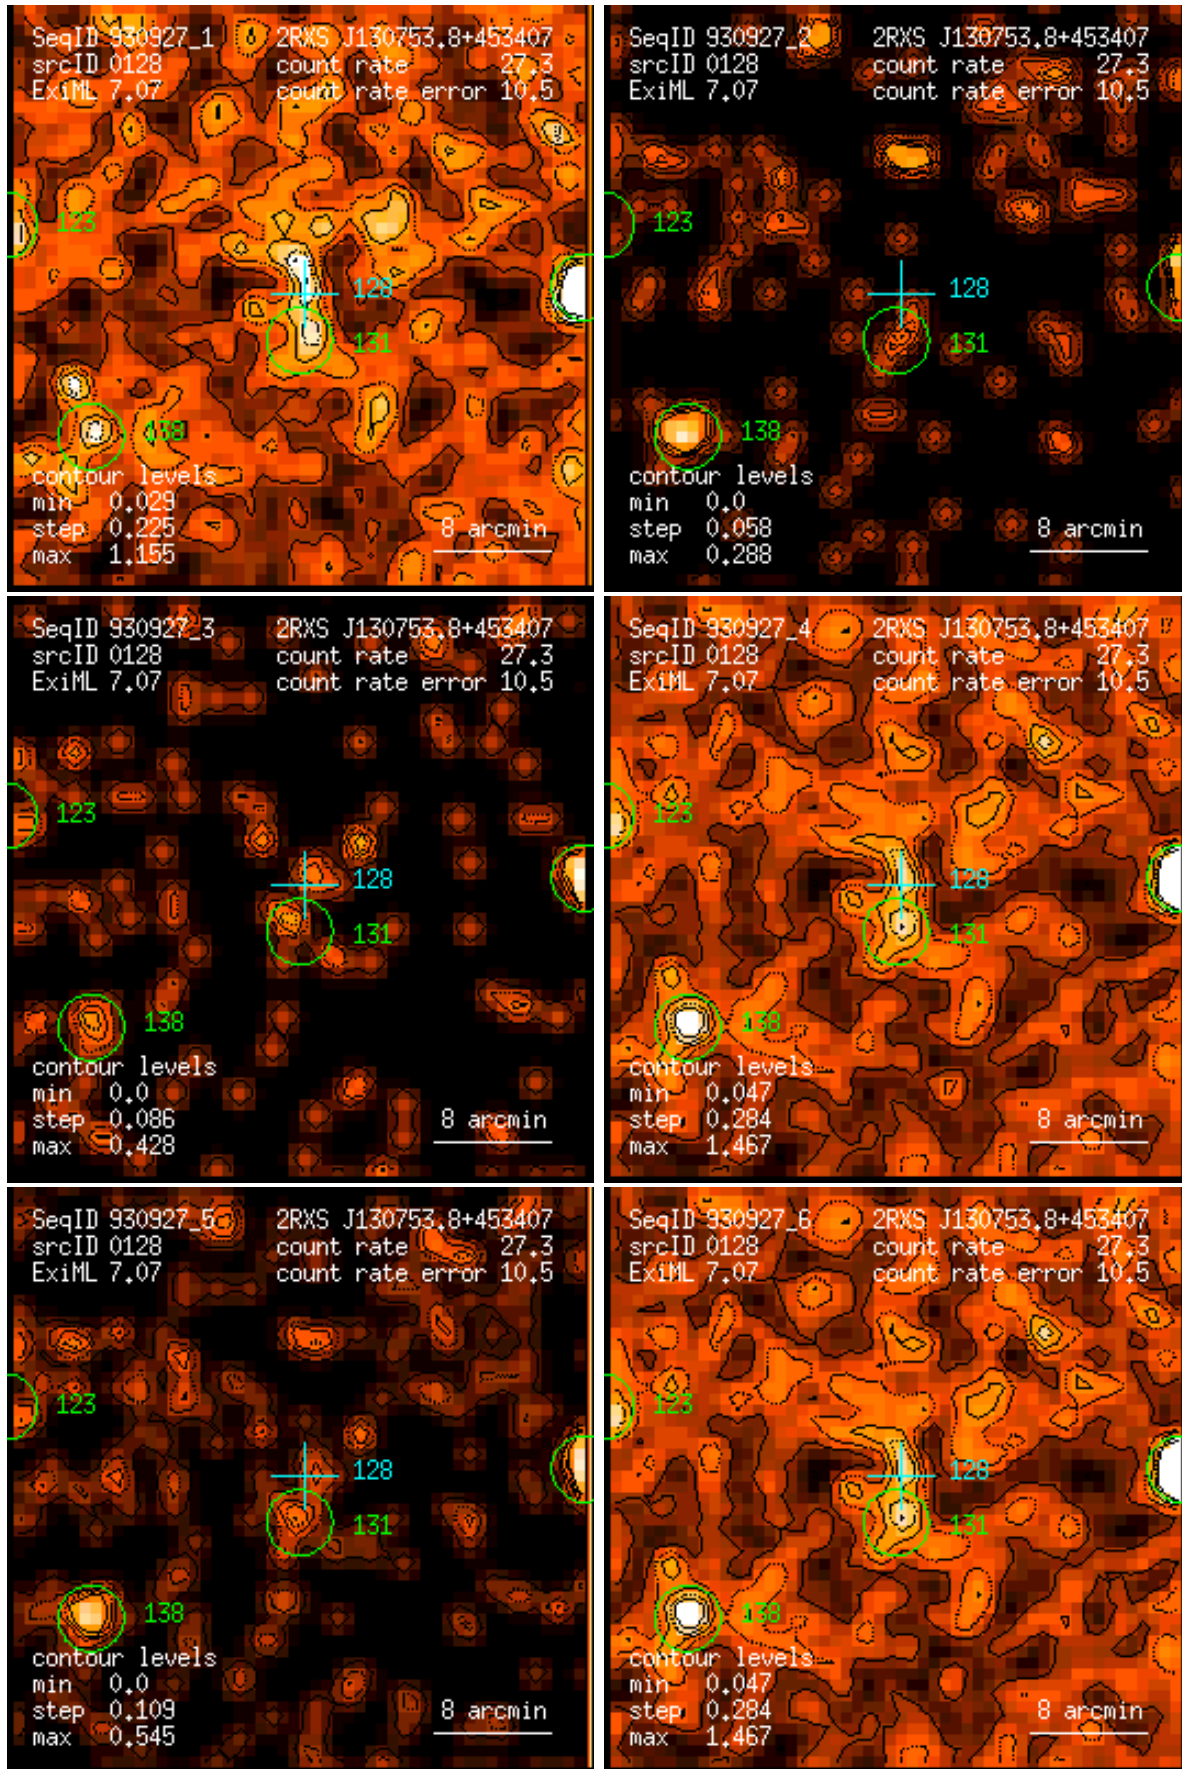 SeqID 930927_1 2RXS J130753.8+453407
srcID 0128 count rate 27.3
ExiML 7.07 count rate error 10.5
123
128
131
138
contour levels
min 0.029
step 0.225 8 arcmin
max 1.155
SeqID 930927_2 2RXS J130753.8+453407
srcID 0128 count rate 27.3
ExiML 7.07 count rate error 10.5
123
128
131
138
contour levels
min 0.0
step 0.058 8 arcmin
max 0.288
SeqID 930927_3 2RXS J130753.8+453407
srcID 0128 count rate 27.3
ExiML 7.07 count rate error 10.5
123
128
131
138
contour levels
min 0.0
step 0.086 8 arcmin
max 0.428
SeqID 930927_4 2RXS J130753.8+453407
srcID 0128 count rate 27.3
ExiML 7.07 count rate error 10.5
123
128
131
138
contour levels
min 0.047
step 0.284 8 arcmin
max 1.467
SeqID 930927_5 2RXS J130753.8+453407
srcID 0128 count rate 27.3
ExiML 7.07 count rate error 10.5
123
128
131
138
contour levels
min 0.0
step 0.109 8 arcmin
max 0.545
SeqID 930927_6 2RXS J130753.8+453407
srcID 0128 count rate 27.3
ExiML 7.07 count rate error 10.5
123
128
131
138
contour levels
min 0.047
step 0.284 8 arcmin
max 1.467